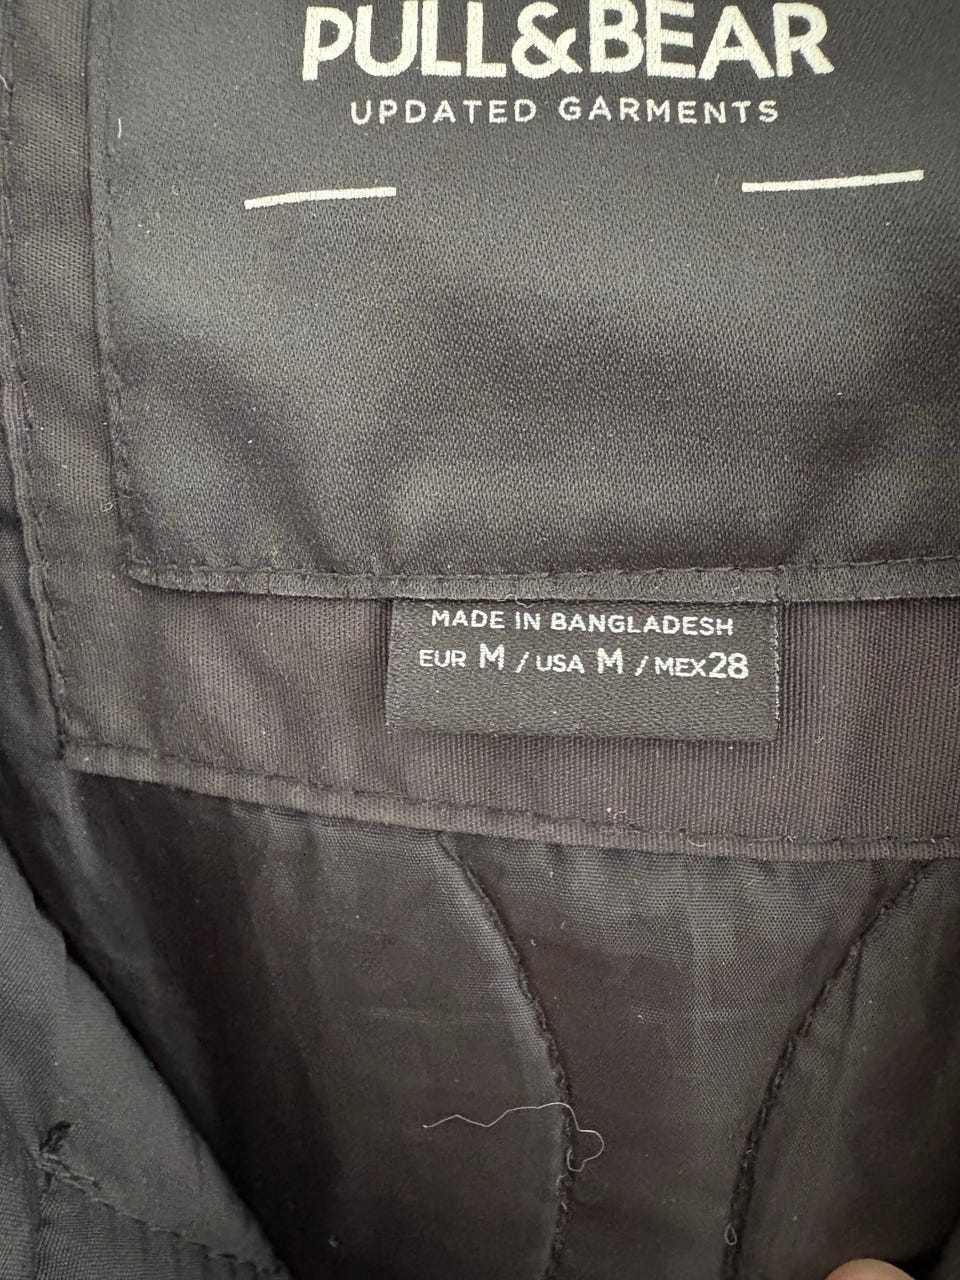 PULL&BEAR
UPDATED GARMENTS
MADE IN BANGLADESH
EUR M / USA M / MEX28